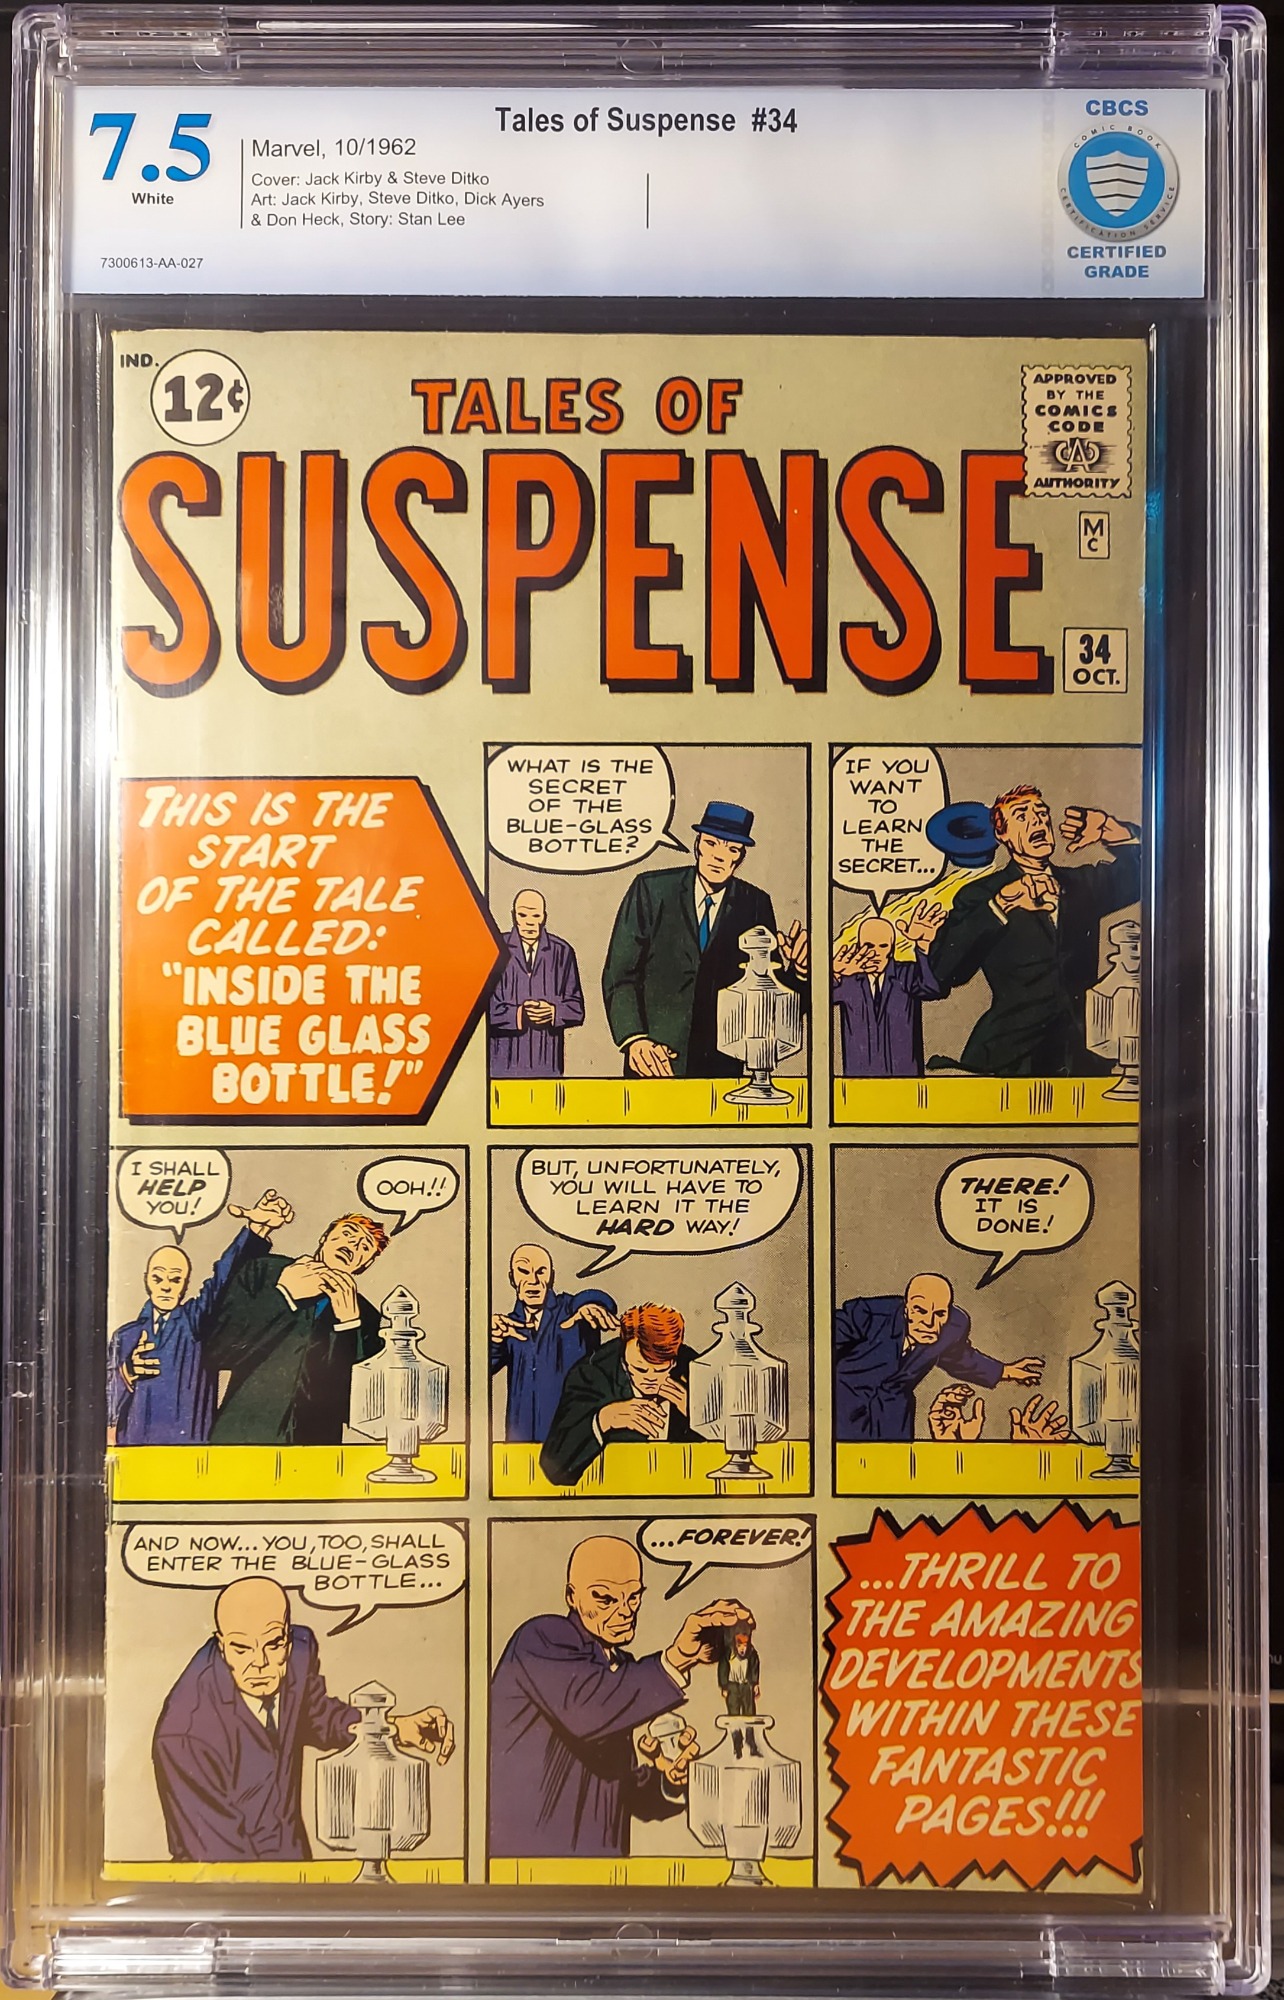 7.5
White
Tales of Suspense #34
Marvel, 10/1962
Cover: Jack Kirby & Steve Ditko
Art: Jack Kirby, Steve Ditko, Dick Ayers
& Don Heck, Story: Stan Lee
7300613-AA-027
CBCS
COMIC BOOK
CERTIFICATION SERVICE
CERTIFIED
GRADE
IND.
12¢
TALES OF
SUSPENSE
APPROVED
BY THE
COMICS
CODE
CA
AUTHORITY
M
C
34
OCT.
THIS IS THE
START
OF THE TALE
CALLED:
"INSIDE THE
BLUE GLASS
BOTTLE!"
WHAT IS THE
SECRET
OF THE
BLUE-GLASS
BOTTLE?
IF YOU
WANT
TO
LEARN
THE
SECRET...
I SHALL
HELP
YOU!
OOH!!
BUT, UNFORTUNATELY,
YOU WILL HAVE TO
LEARN IT THE
HARD WAY!
THERE!
IT IS
DONE!
AND NOW... YOU, TOO, SHALL
ENTER THE BLUE-GLASS
BOTTLE...
...FOREVER!
...THRILL TO
THE AMAZING
DEVELOPMENTS
WITHIN THESE
FANTASTIC
PAGES!!!